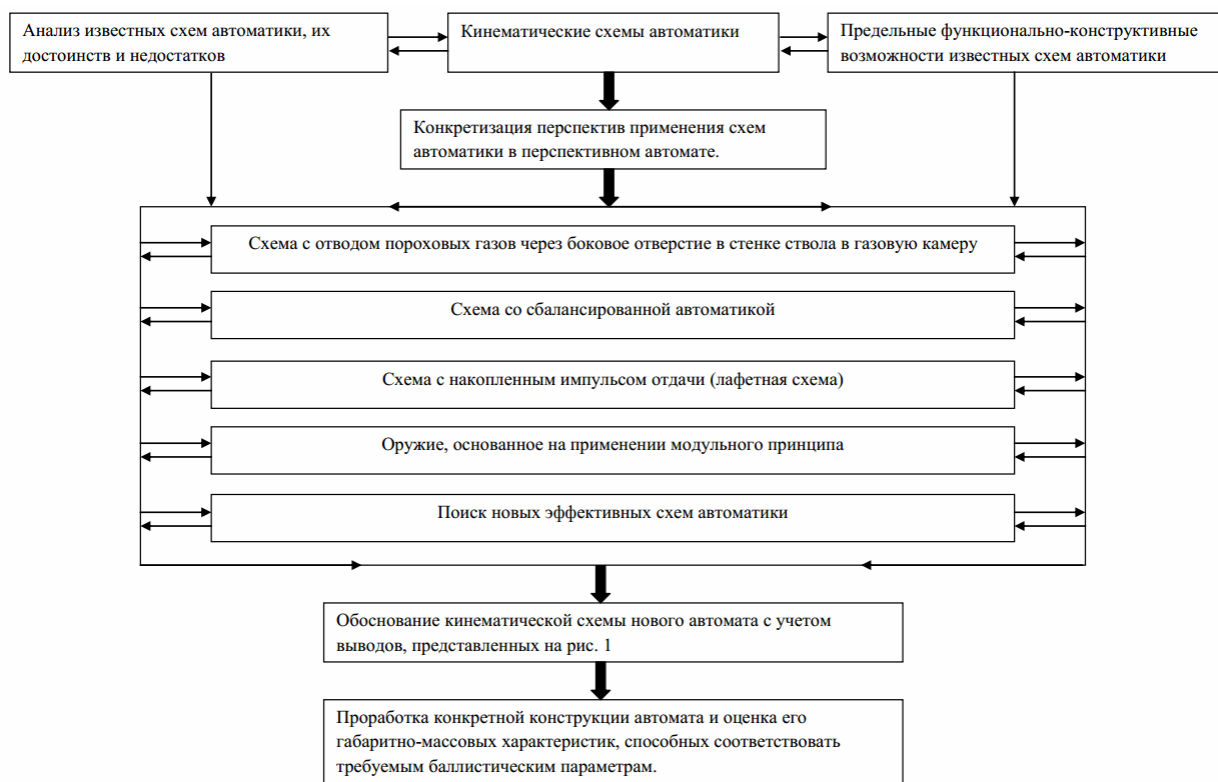 Анализ известных схем автоматики, их
достоинств и недостатков
Кинематические схемы автоматики
Предельные функционально-конструктивные
возможности известных схем автоматики
Конкретизация перспектив применения схем
автоматики в перспективном автомате.
Схема с отводом пороховых газов через боковое отверстие в стенке ствола в газовую камеру
Схема со сбалансированной автоматикой
Схема с накопленным импульсом отдачи (лафетная схема)
Оружие, основанное на применении модульного принципа
Поиск новых эффективных схем автоматики
Обоснование кинематической схемы нового автомата с учетом
выводов, представленных на рис. 1
Проработка конкретной конструкции автомата и оценка его
габаритно-массовых характеристик, способных соответствовать
требуемым баллистическим параметрам.